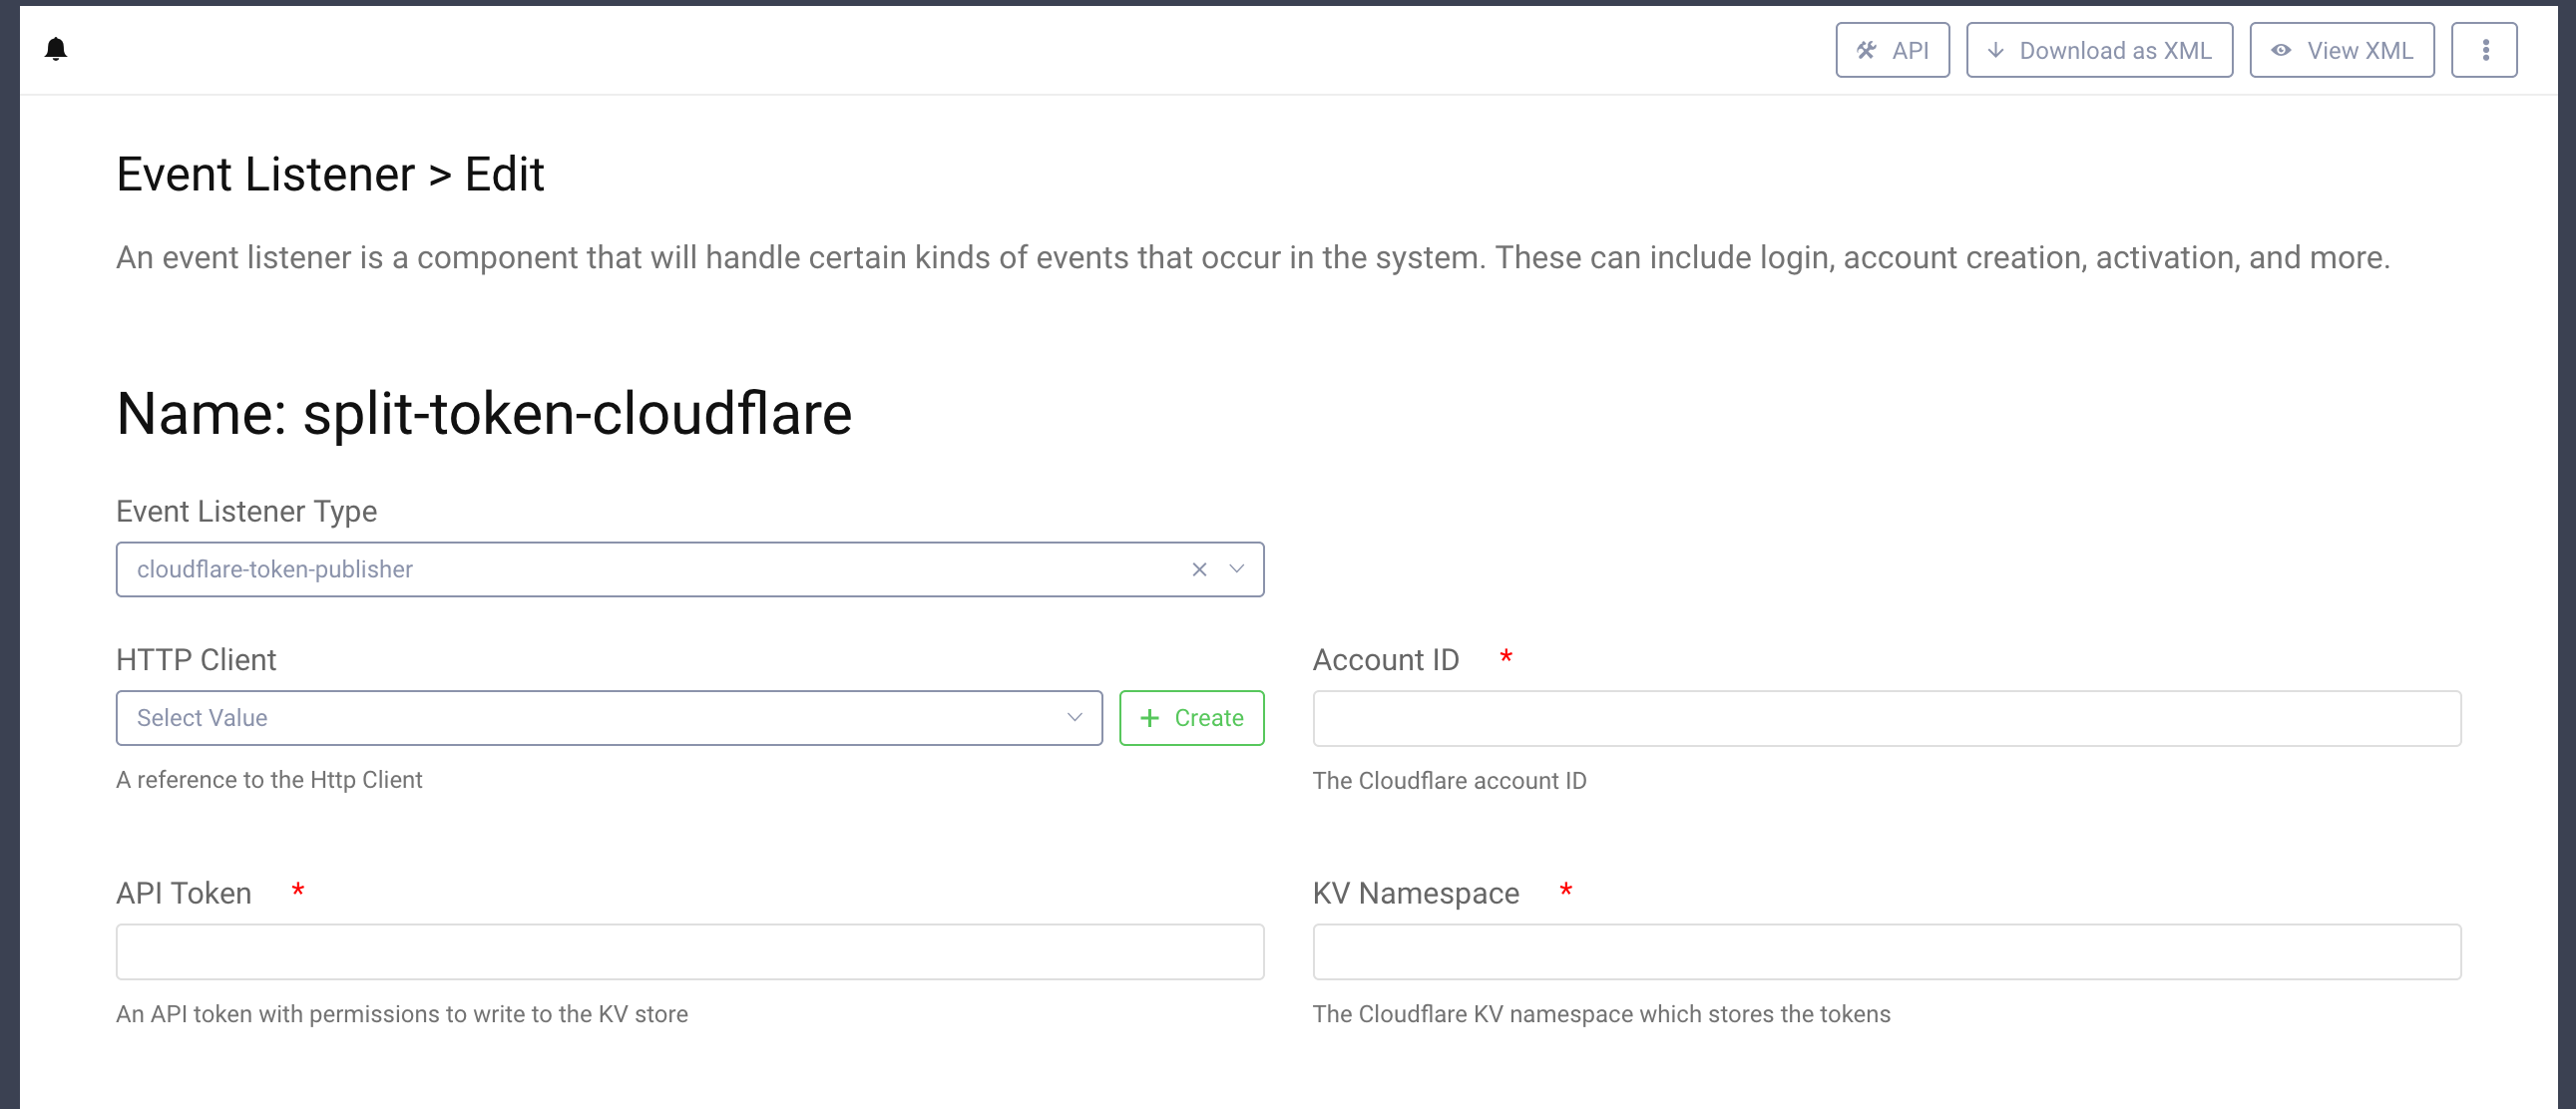 API
Download as XML
View XML
Event Listener > Edit
An event listener is a component that will handle certain kinds of events that occur in the system. These can include login, account creation, activation, and more.
Name: split-token-cloudflare
Event Listener Type
cloudflare-token-publisher
HTTP Client
Select Value
Create
A reference to the Http Client
Account ID *
The Cloudflare account ID
API Token *
An API token with permissions to write to the KV store
KV Namespace *
The Cloudflare KV namespace which stores the tokens